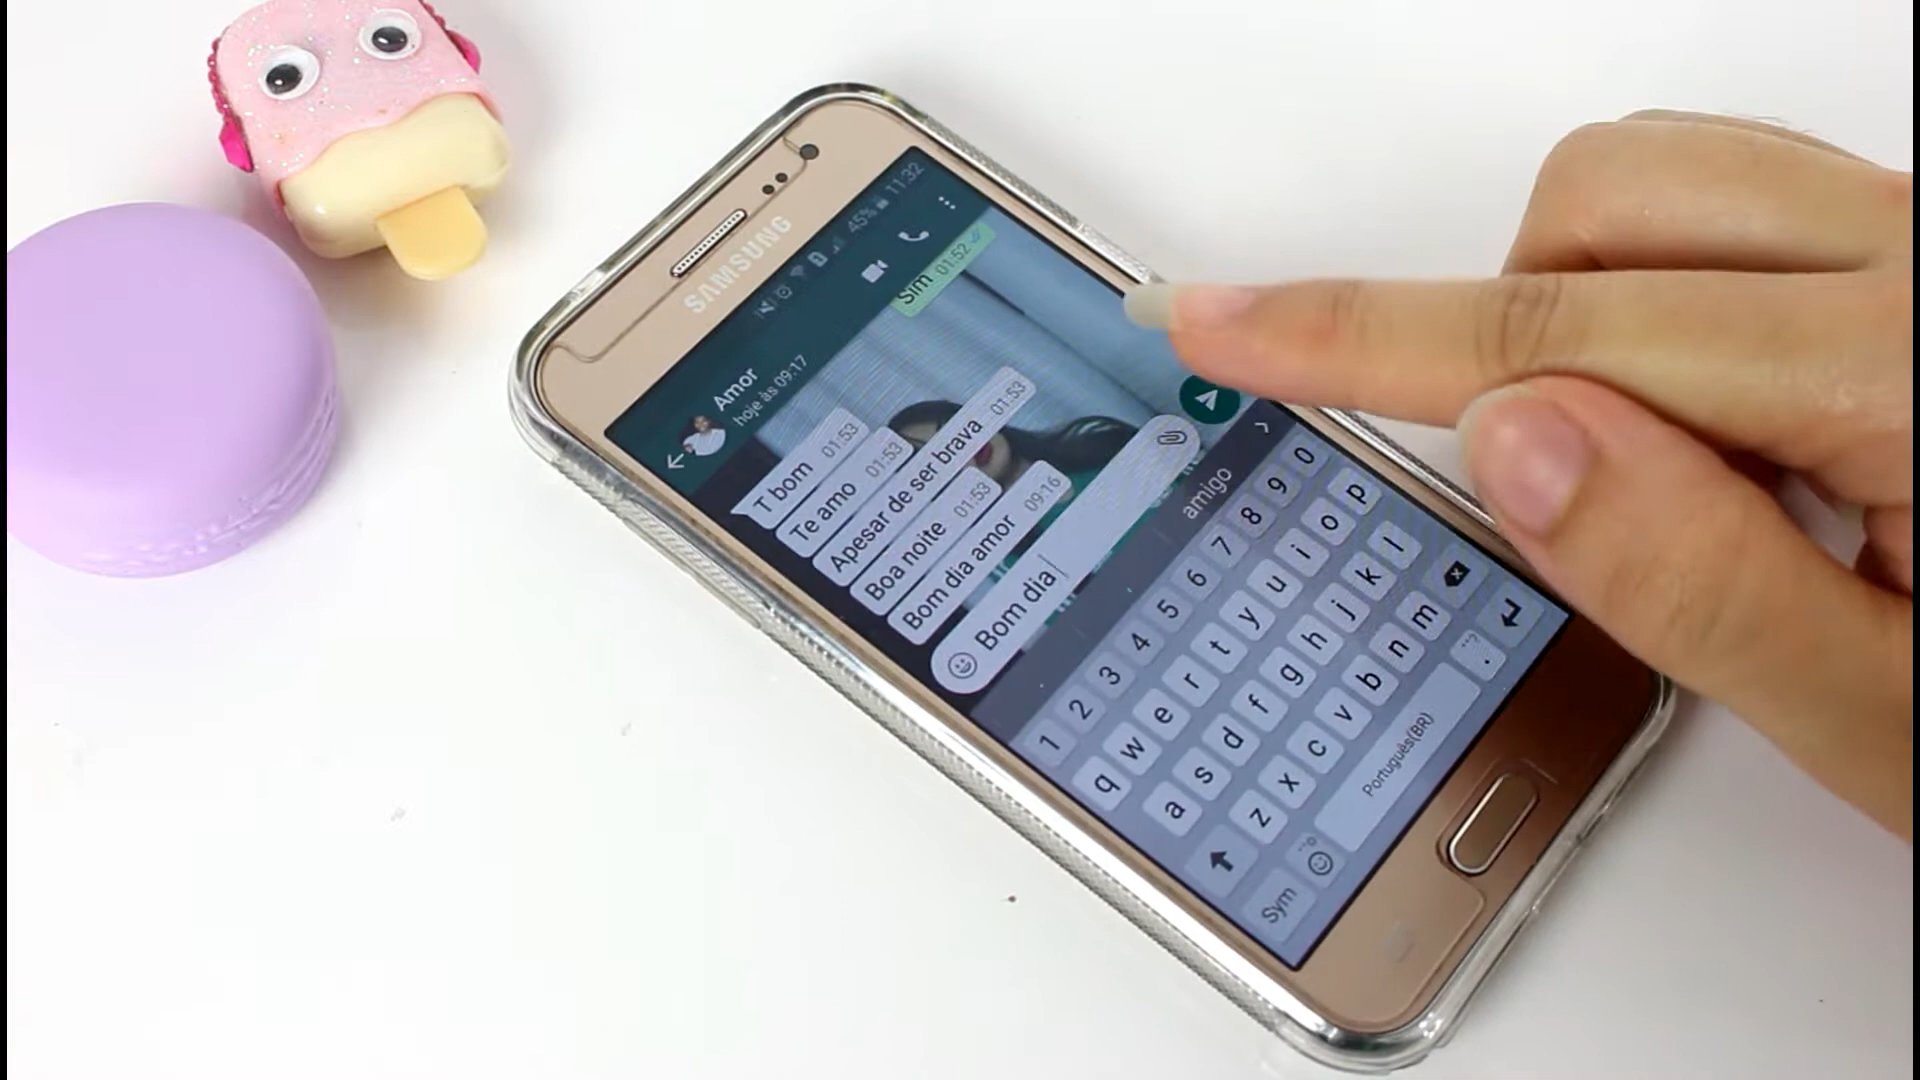 SAMSUNG
45% 11:32
Amor
hoje às 09:17
Sim 01:52
T bom 01:53
Te amo 01:53
Apesar de ser brava 01:53
Boa noite 01:53
Bom dia amor 09:16
Bom dia
amigo
1 2 3 4 5 6 7 8 9 0
q w e r t y u i o p
a s d f g h j k l
z x c v b n m
Sym Português(BR) .